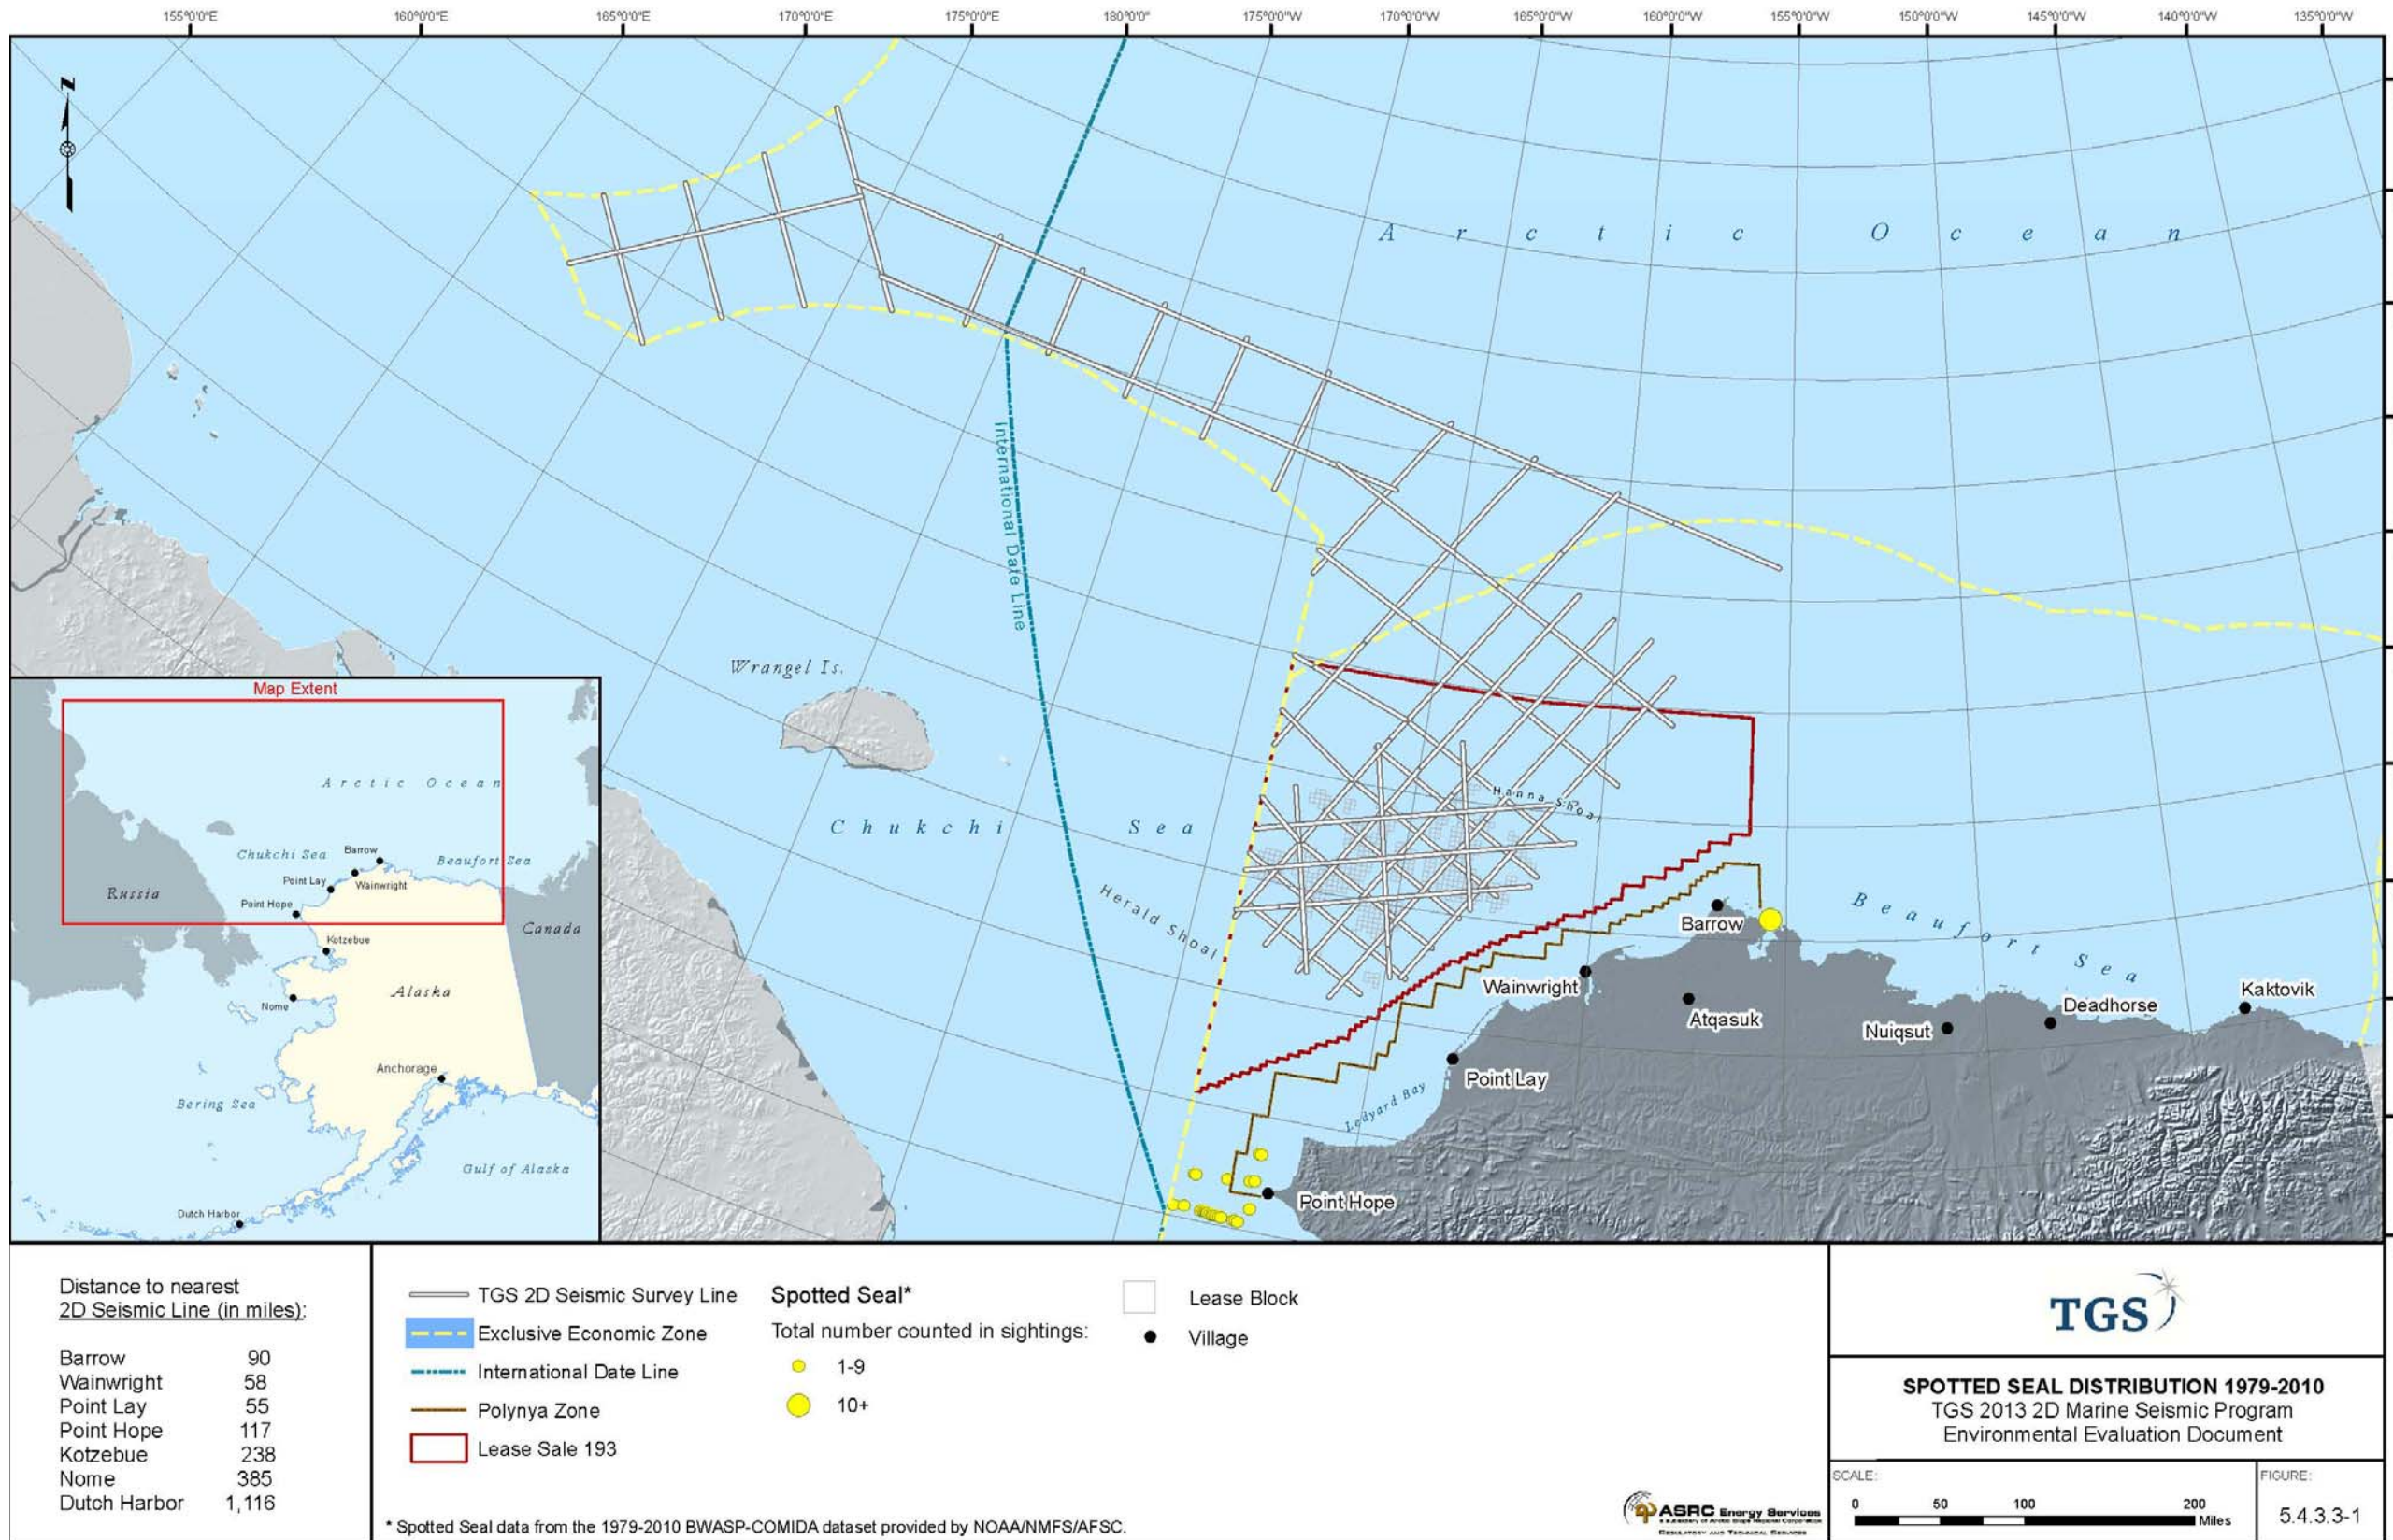 155°0'0"E 160°0'0"E 165°0'0"E 170°0'0"E 175°0'0"E 180°0'0" 175°0'0"W 170°0'0"W 165°0'0"W 160°0'0"W 155°0'0"W 150°0'0"W 145°0'0"W 140°0'0"W 135°0'0"W
N
Arctic Ocean
International Date Line
Wrangel Is.
Chukchi Sea
Herald Shoal
Hanna Shoal
Beaufort Sea
Barrow
Wainwright
Atqasuk
Nuiqsut
Deadhorse
Kaktovik
Point Lay
Ledyard Bay
Point Hope
Map Extent
Arctic Ocean
Chukchi Sea
Barrow
Beaufort Sea
Point Lay
Wainwright
Russia
Point Hope
Canada
Kotzebue
Alaska
Nome
Anchorage
Bering Sea
Gulf of Alaska
Dutch Harbor
Distance to nearest
2D Seismic Line (in miles):
Barrow 90
Wainwright 58
Point Lay 55
Point Hope 117
Kotzebue 238
Nome 385
Dutch Harbor 1,116
TGS 2D Seismic Survey Line
Exclusive Economic Zone
International Date Line
Polynya Zone
Lease Sale 193
Spotted Seal*
Total number counted in sightings:
1-9
10+
Lease Block
Village
* Spotted Seal data from the 1979-2010 BWASP-COMIDA dataset provided by NOAA/NMFS/AFSC.
ASRC Energy Services
Regulatory and Technical Services
TGS
SPOTTED SEAL DISTRIBUTION 1979-2010
TGS 2013 2D Marine Seismic Program
Environmental Evaluation Document
SCALE:
0 50 100 200
Miles
FIGURE:
5.4.3.3-1